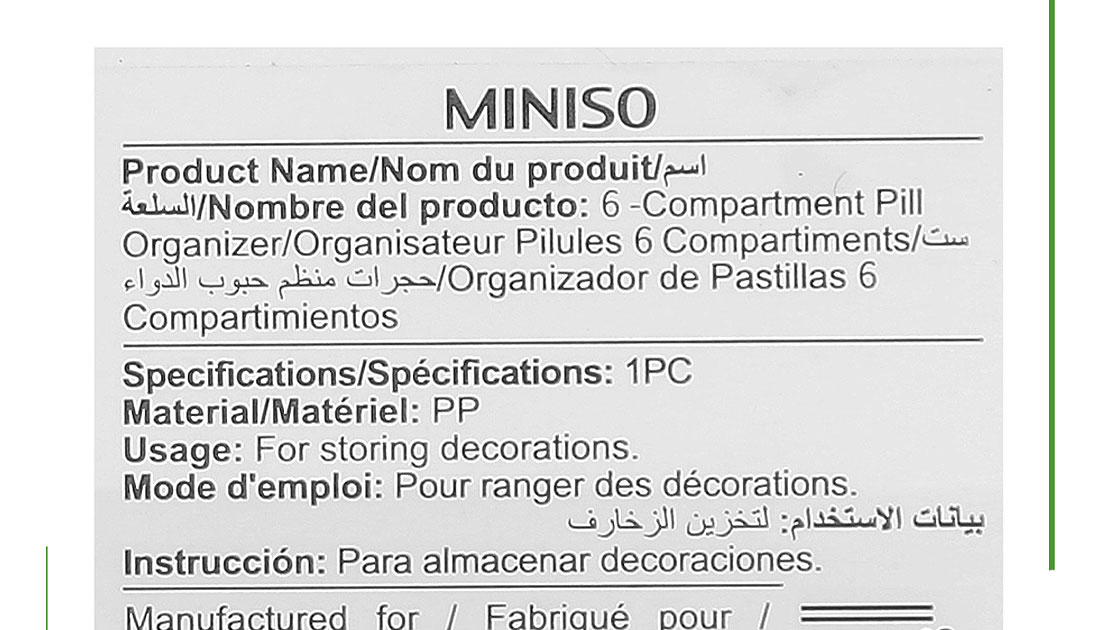 MINISO
Product Name/Nom du produit/اسم
السلعة/Nombre del producto: 6 -Compartment Pill
Organizer/Organisateur Pilules 6 Compartiments/ست
حجرات منظم حبوب الدواء/Organizador de Pastillas 6
Compartimientos
Specifications/Spécifications: 1PC
Material/Matériel: PP
Usage: For storing decorations.
Mode d'emploi: Pour ranger des décorations.
بيانات الاستخدام: لتخزين الزخارف
Instrucción: Para almacenar decoraciones.
Manufactured for / Fabriqué pour /